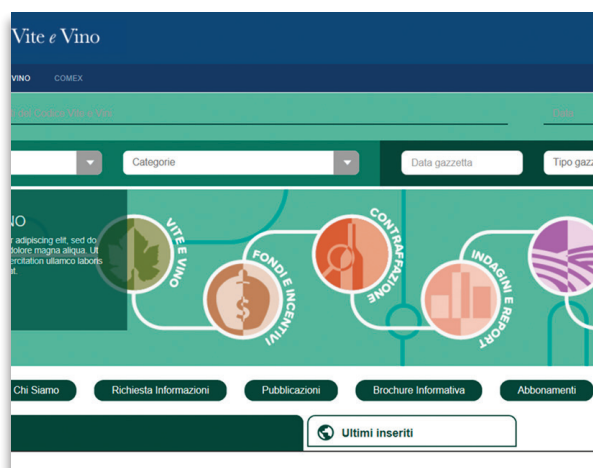 Vite e Vino
VINO COMEX
Categorie
Data gazzetta
Tipo gazz
NO
adipiscing elit, sed do
dolore magna aliqua. Ut
ercitation ullamco laboris
VITE E VINO
FONDI E INCENTIVI
CONTRAFFAZIONE
INDAGINI E REPORT
Chi Siamo
Richiesta Informazioni
Pubblicazioni
Brochure Informativa
Abbonamenti
Ultimi inseriti